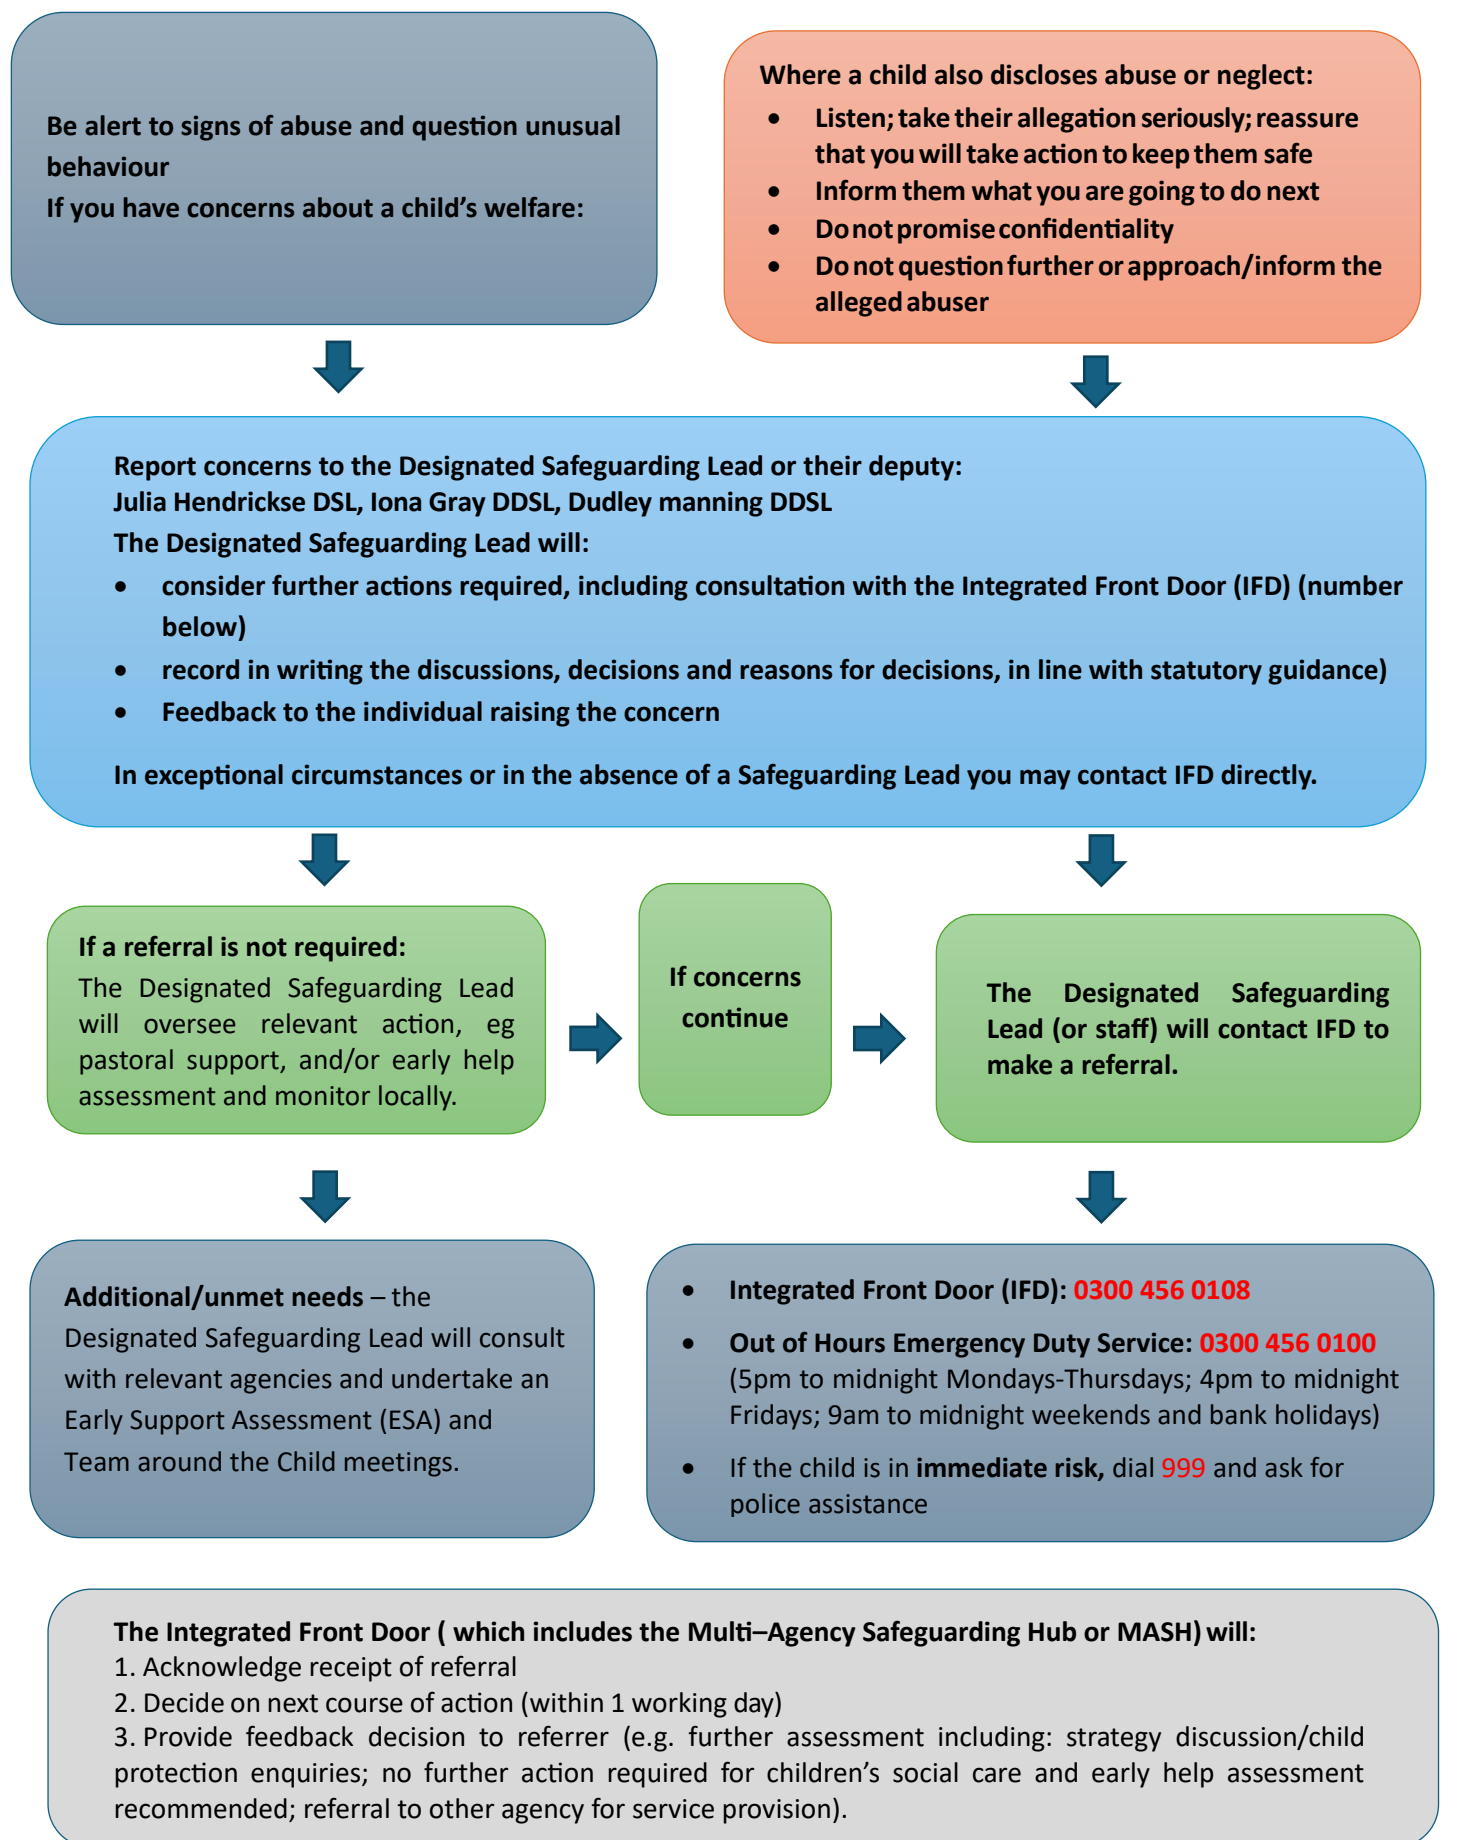 Be alert to signs of abuse and question unusual
behaviour
If you have concerns about a child’s welfare:
Where a child also discloses abuse or neglect:
• Listen; take their allegation seriously; reassure
that you will take action to keep them safe
• Inform them what you are going to do next
• Do not promise confidentiality
• Do not question further or approach/inform the
alleged abuser
Report concerns to the Designated Safeguarding Lead or their deputy:
Julia Hendrickse DSL, Iona Gray DDSL, Dudley manning DDSL
The Designated Safeguarding Lead will:
• consider further actions required, including consultation with the Integrated Front Door (IFD) (number
below)
• record in writing the discussions, decisions and reasons for decisions, in line with statutory guidance)
• Feedback to the individual raising the concern
In exceptional circumstances or in the absence of a Safeguarding Lead you may contact IFD directly.
If a referral is not required:
The Designated Safeguarding Lead
will oversee relevant action, eg
pastoral support, and/or early help
assessment and monitor locally.
If concerns
continue
The Designated Safeguarding
Lead (or staff) will contact IFD to
make a referral.
Additional/unmet needs – the
Designated Safeguarding Lead will consult
with relevant agencies and undertake an
Early Support Assessment (ESA) and
Team around the Child meetings.
• Integrated Front Door (IFD): 0300 456 0108
• Out of Hours Emergency Duty Service: 0300 456 0100
(5pm to midnight Mondays-Thursdays; 4pm to midnight
Fridays; 9am to midnight weekends and bank holidays)
• If the child is in immediate risk, dial 999 and ask for
police assistance
The Integrated Front Door ( which includes the Multi–Agency Safeguarding Hub or MASH) will:
1. Acknowledge receipt of referral
2. Decide on next course of action (within 1 working day)
3. Provide feedback decision to referrer (e.g. further assessment including: strategy discussion/child
protection enquiries; no further action required for children’s social care and early help assessment
recommended; referral to other agency for service provision).